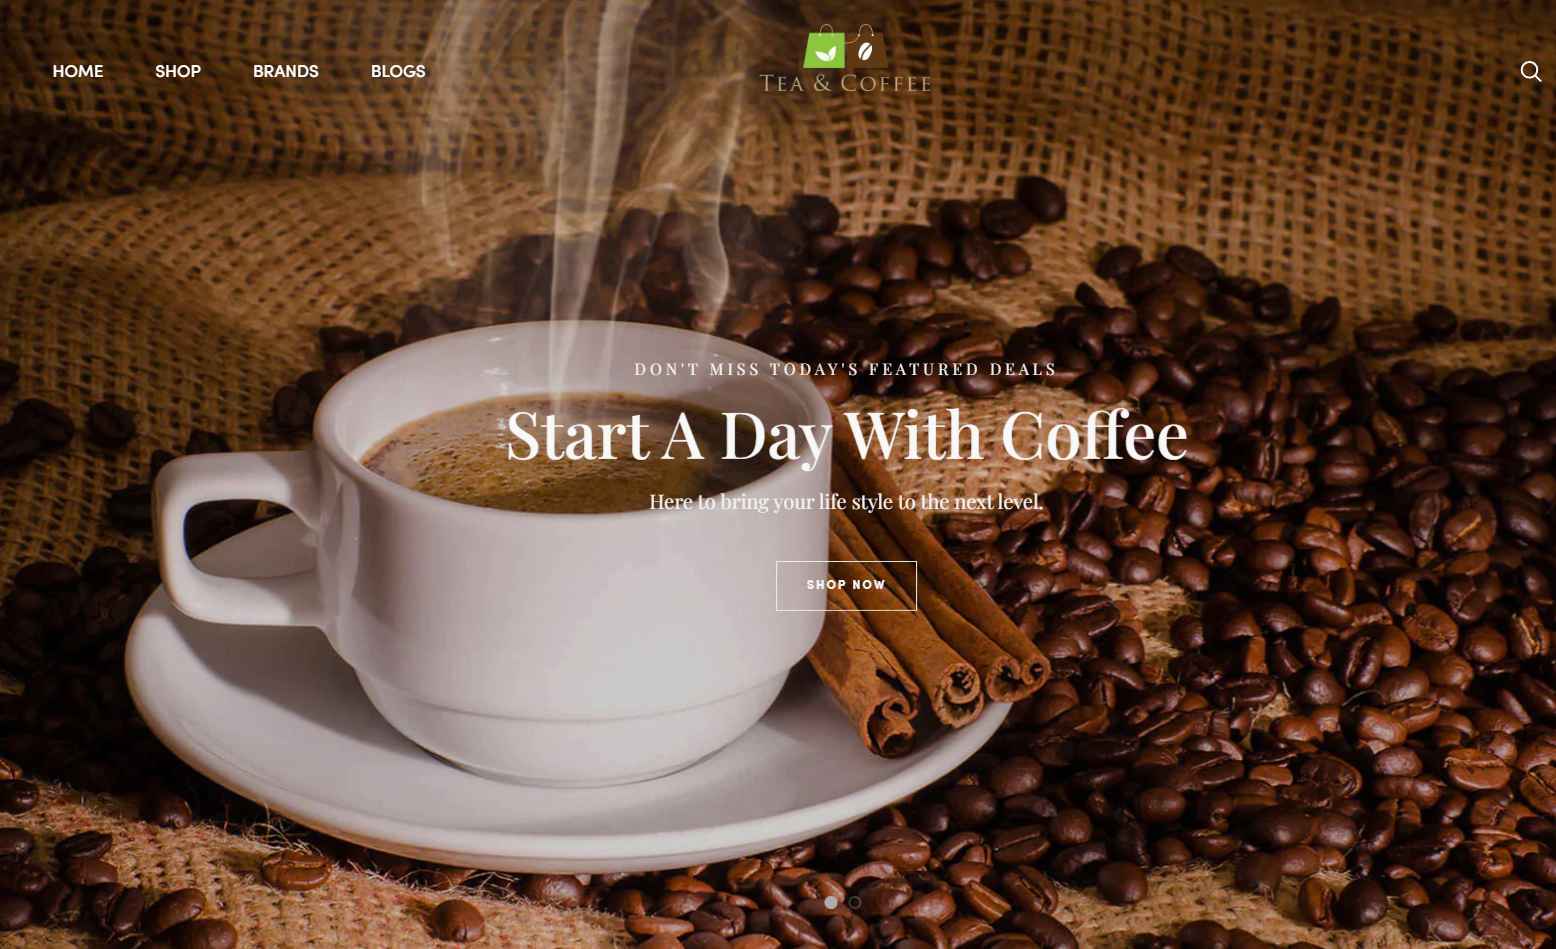 HOME SHOP BRANDS BLOGS
TEA & COFFEE
DON'T MISS TODAY'S FEATURED DEALS
Start A Day With Coffee
Here to bring your life style to the next level.
SHOP NOW